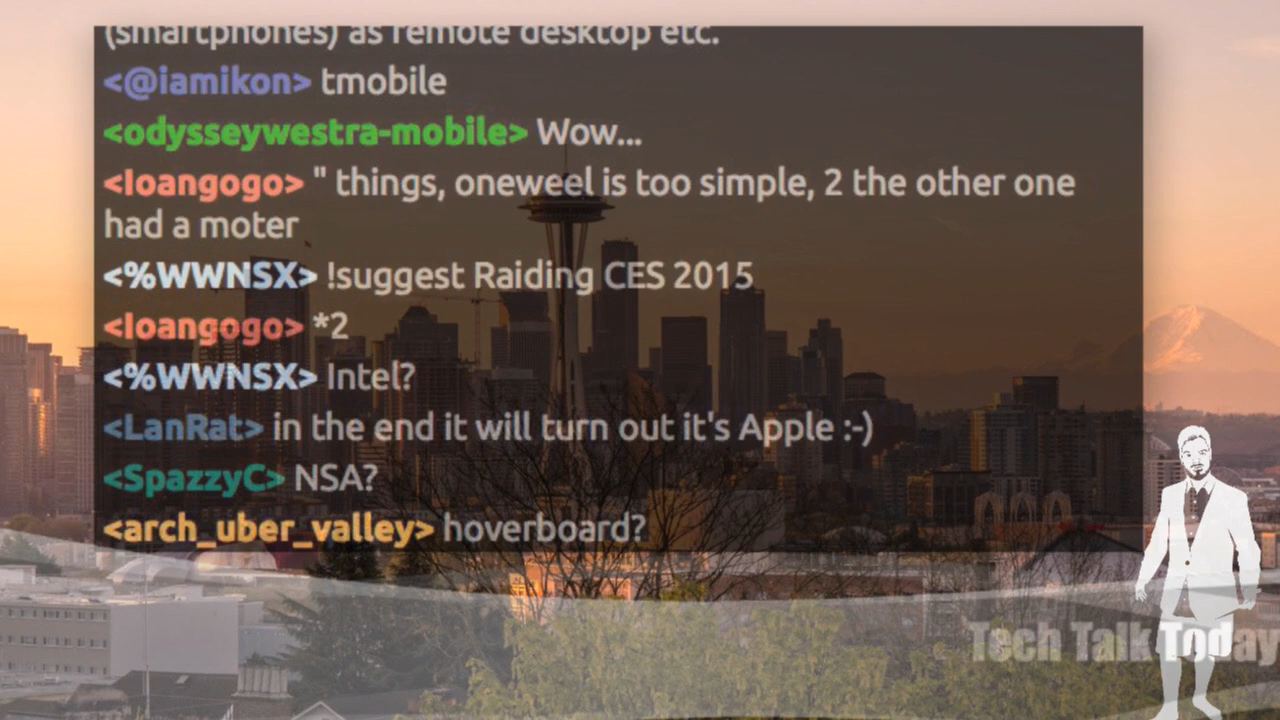 (smartphones) as remote desktop etc.
<@iamikon> tmobile
<odysseywestra-mobile> Wow...
<Ioangogo> " things, oneweel is too simple, 2 the other one
had a moter
<%WWNSX> !suggest Raiding CES 2015
<Ioangogo> *2
<%WWNSX> Intel?
<LanRat> in the end it will turn out it's Apple :-)
<SpazzyC> NSA?
<arch_uber_valley> hoverboard?
Tech Talk Today